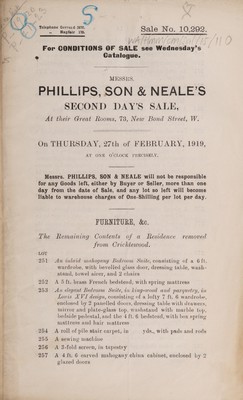 Telephone GERRARD 2670.
„ Mayfair 170.
Sale No. 10,292.
For CONDITIONS OF SALE see Wednesday's
Catalogue.
MESSRS.
PHILLIPS, SON & NEALE'S
SECOND DAY'S SALE,
At their Great Rooms, 73, New Bond Street, W.
On THURSDAY, 27th of FEBRUARY, 1919,
AT ONE O'CLOCK PRECISELY.
Messrs. PHILLIPS, SON & NEALE will not be responsible
for any Goods left, either by Buyer or Seller, more than one
day from the date of Sale, and any lot so left will become
liable to warehouse charges of One-Shilling per lot per day.
FURNITURE, &c.
The Remaining Contents of a Residence removed
from Cricklewood.
LOT
251 An inlaid mahogany Bedroom Suite, consisting of a 6 ft.
wardrobe, with bevelled glass door, dressing table, wash-
stand, towel airer, and 2 chairs
252 A 5 ft. brass French bedstead, with spring mattress
253 An elegant Bedroom Suite, in kingwood and parquetry, in
Louis XVI design, consisting of a lofty 7 ft. 6 wardrobe,
enclosed by 2 panelled doors, dressing table with drawers,
mirror and plate-glass top, washstand with marble top,
bedside pedestal, and the 4 ft. 6 bedstead, with box spring
mattress and hair mattress
254 A roll of pile stair carpet, in yds., with pads and rods
255 A sewing machine
256 A 3-fold screen, in tapestry
257 A 4 ft. 6 carved mahogany china cabinet, enclosed by 2
glazed doors